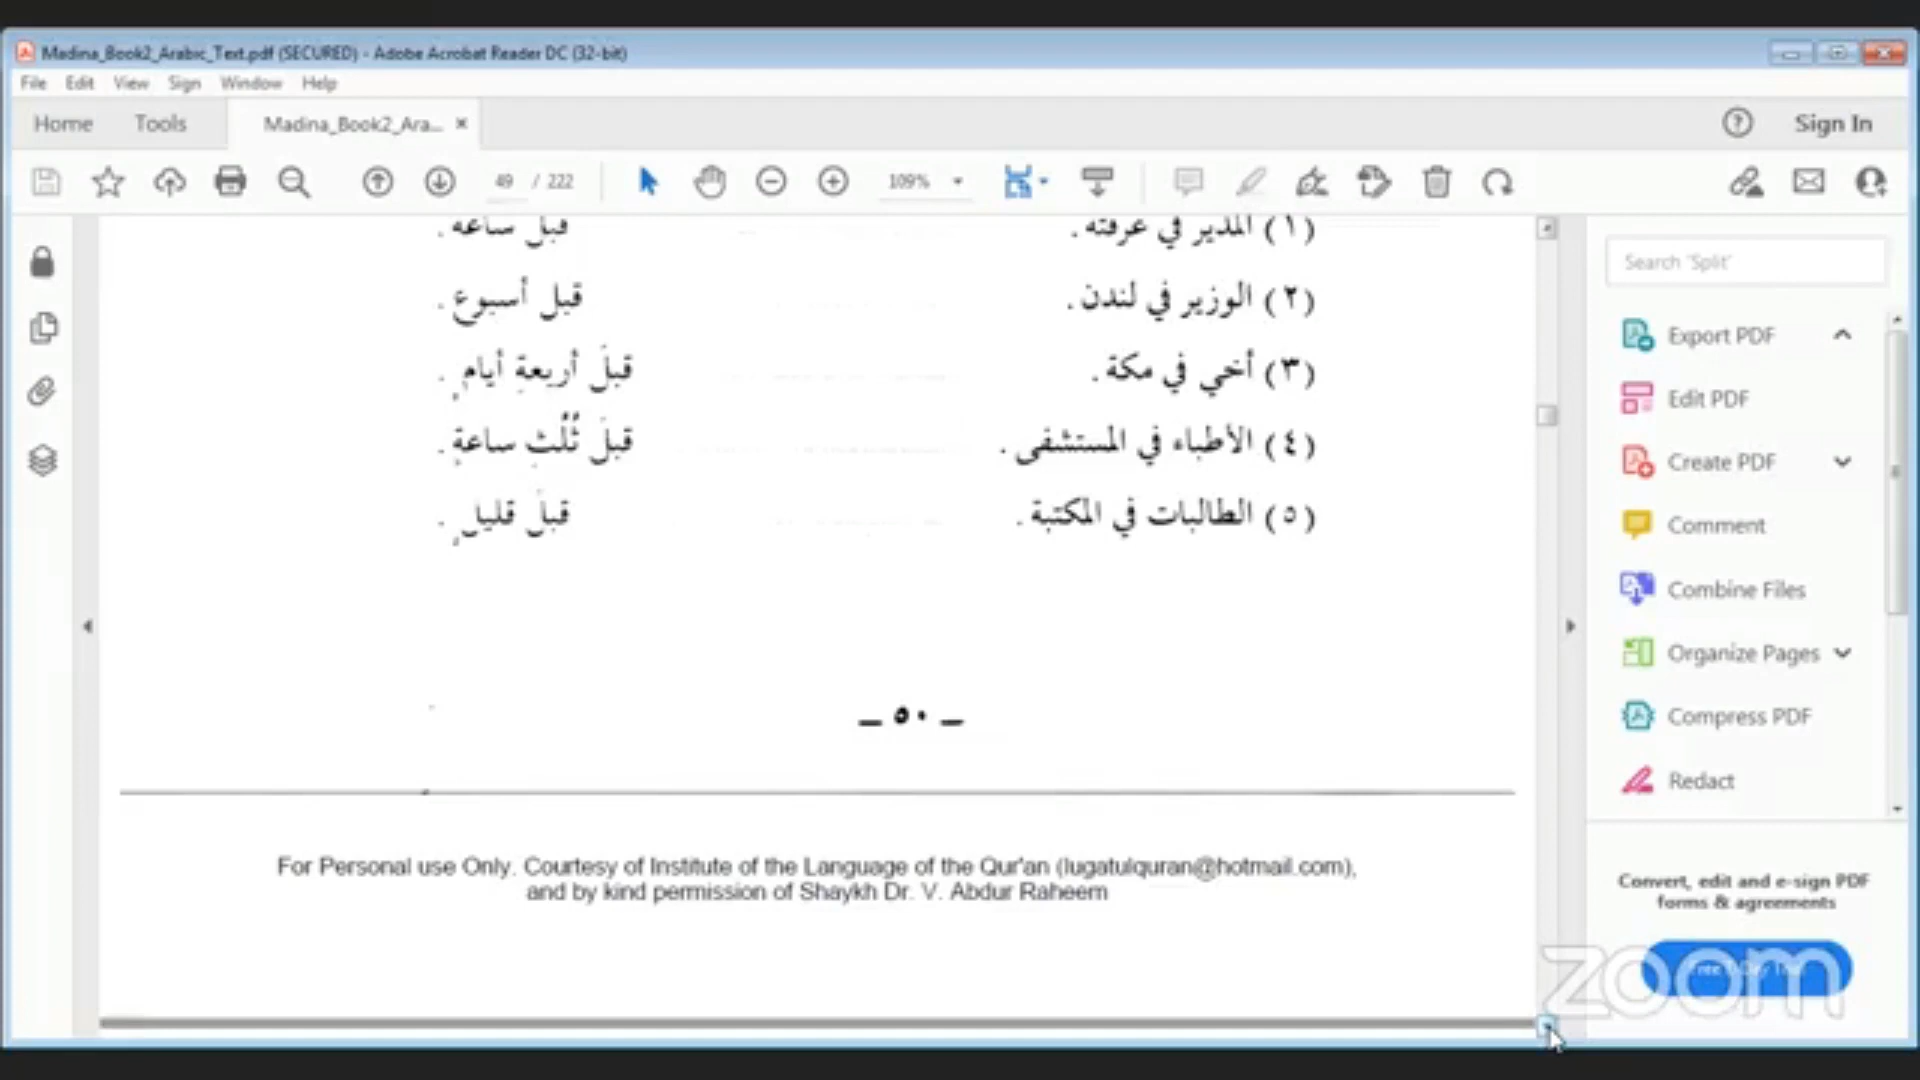 Madina_Book2_Arabic_Text.pdf (SECURED) - Adobe Acrobat Reader DC (32-bit)
File Edit View Sign Window Help
Home Tools Madina_Book2_Ara... × Sign In
49 / 222 109%
(١) المدير في غرفته . قبل ساعة .
(٢) الوزير في لندن . قبل أسبوع .
(٣) أخي في مكة . قبلَ أربعةِ أيامٍ .
(٤) الأطباء في المستشفى . قبلَ ثُلُثِ ساعةٍ .
(٥) الطالبات في المكتبة . قبلَ قليلٍ .
ـ ٥٠ ـ
For Personal use Only. Courtesy of Institute of the Language of the Qur'an (lugatulquran@hotmail.com),
and by kind permission of Shaykh Dr. V. Abdur Raheem
Search 'Split'
Export PDF
Edit PDF
Create PDF
Comment
Combine Files
Organize Pages
Compress PDF
Redact
Convert, edit and e-sign PDF
forms & agreements
zoom